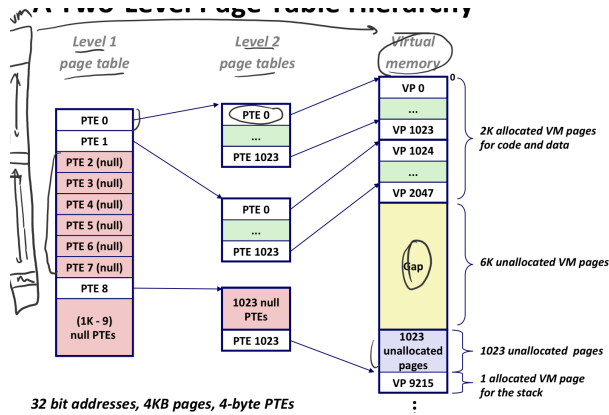 A Two-Level Page Table Hierarchy
Level 1
page table
Level 2
page tables
Virtual
memory
PTE 0
PTE 1
PTE 2 (null)
PTE 3 (null)
PTE 4 (null)
PTE 5 (null)
PTE 6 (null)
PTE 7 (null)
PTE 8
(1K - 9)
null PTEs
PTE 0
...
PTE 1023
PTE 0
...
PTE 1023
1023 null
PTEs
PTE 1023
0
VP 0
...
VP 1023
VP 1024
...
VP 2047
Gap
1023
unallocated
pages
VP 9215
2K allocated VM pages
for code and data
6K unallocated VM pages
1023 unallocated pages
1 allocated VM page
for the stack
32 bit addresses, 4KB pages, 4-byte PTEs